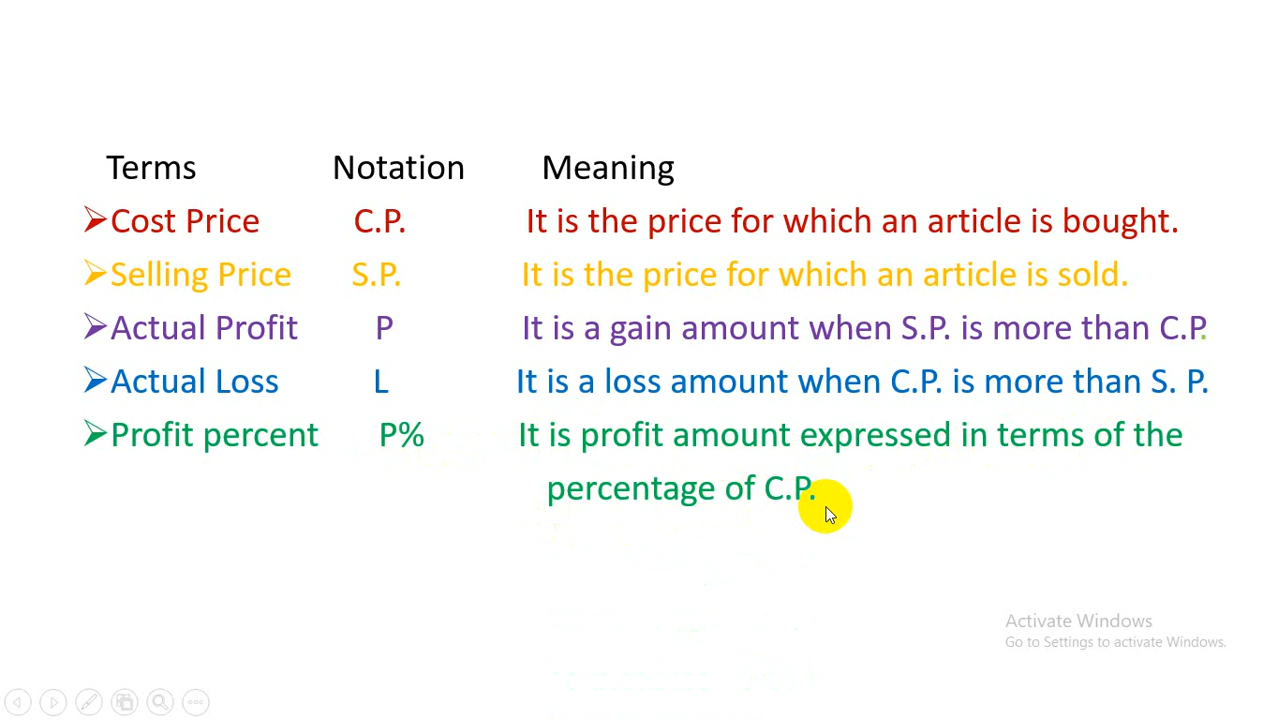 Terms Notation Meaning
➢Cost Price C.P. It is the price for which an article is bought.
➢Selling Price S.P. It is the price for which an article is sold.
➢Actual Profit P It is a gain amount when S.P. is more than C.P.
➢Actual Loss L It is a loss amount when C.P. is more than S. P.
➢Profit percent P% It is profit amount expressed in terms of the
percentage of C.P.
Activate Windows
Go to Settings to activate Windows.